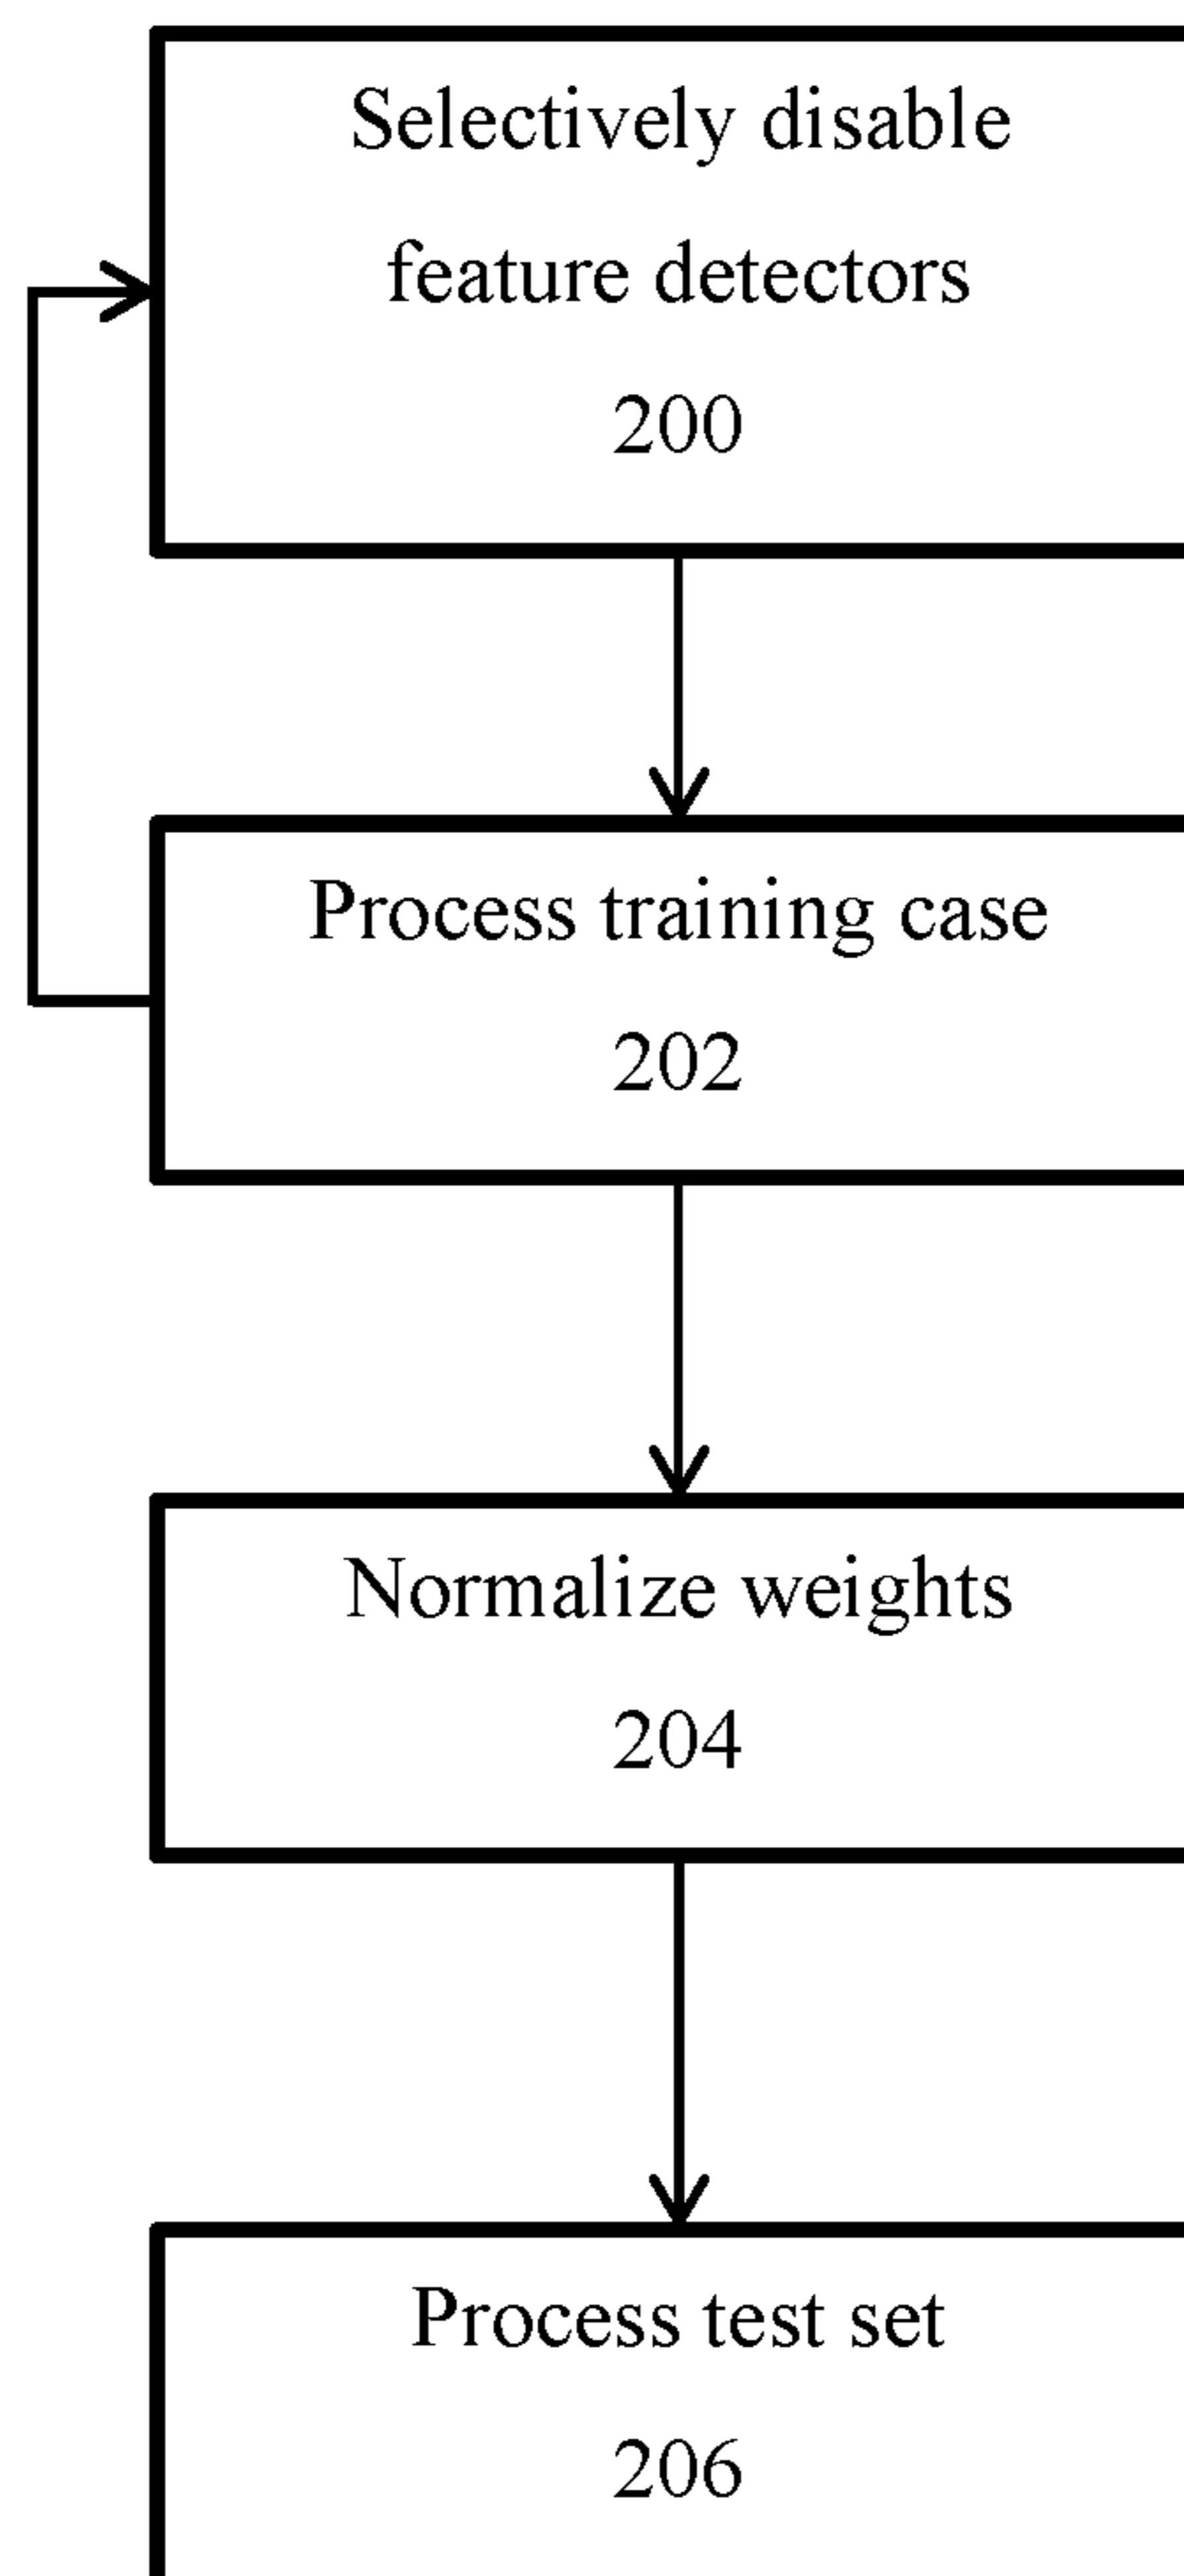 Selectively disable
feature detectors
200
Process training case
202
Normalize weights
204
Process test set
206